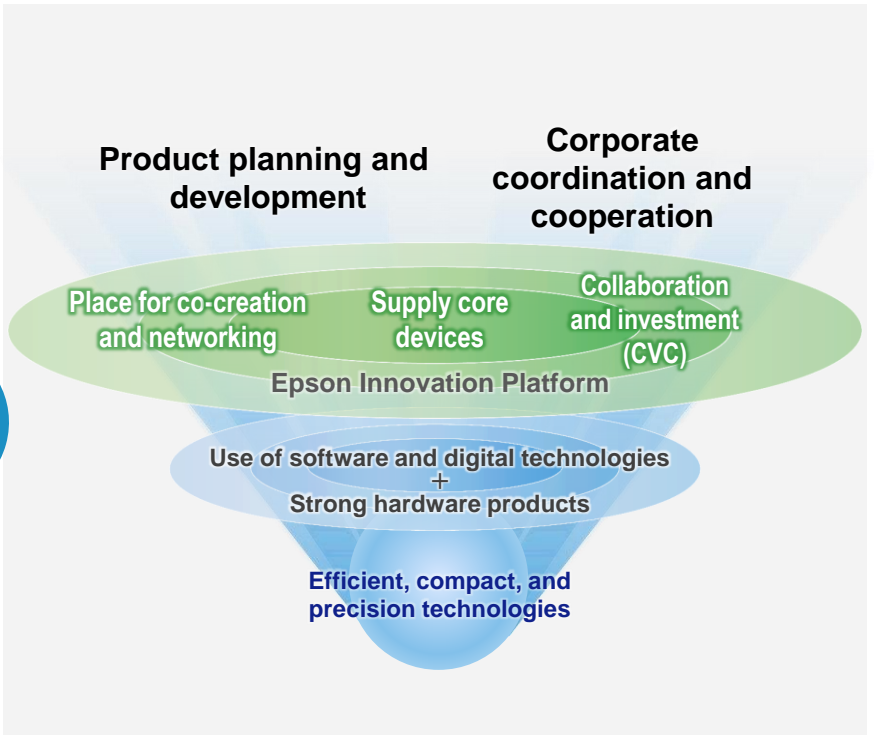 Product planning and
development
Corporate
coordination and
cooperation
Place for co-creation
and networking
Supply core
devices
Collaboration
and investment
(CVC)
Epson Innovation Platform
Use of software and digital technologies
+
Strong hardware products
Efficient, compact, and
precision technologies